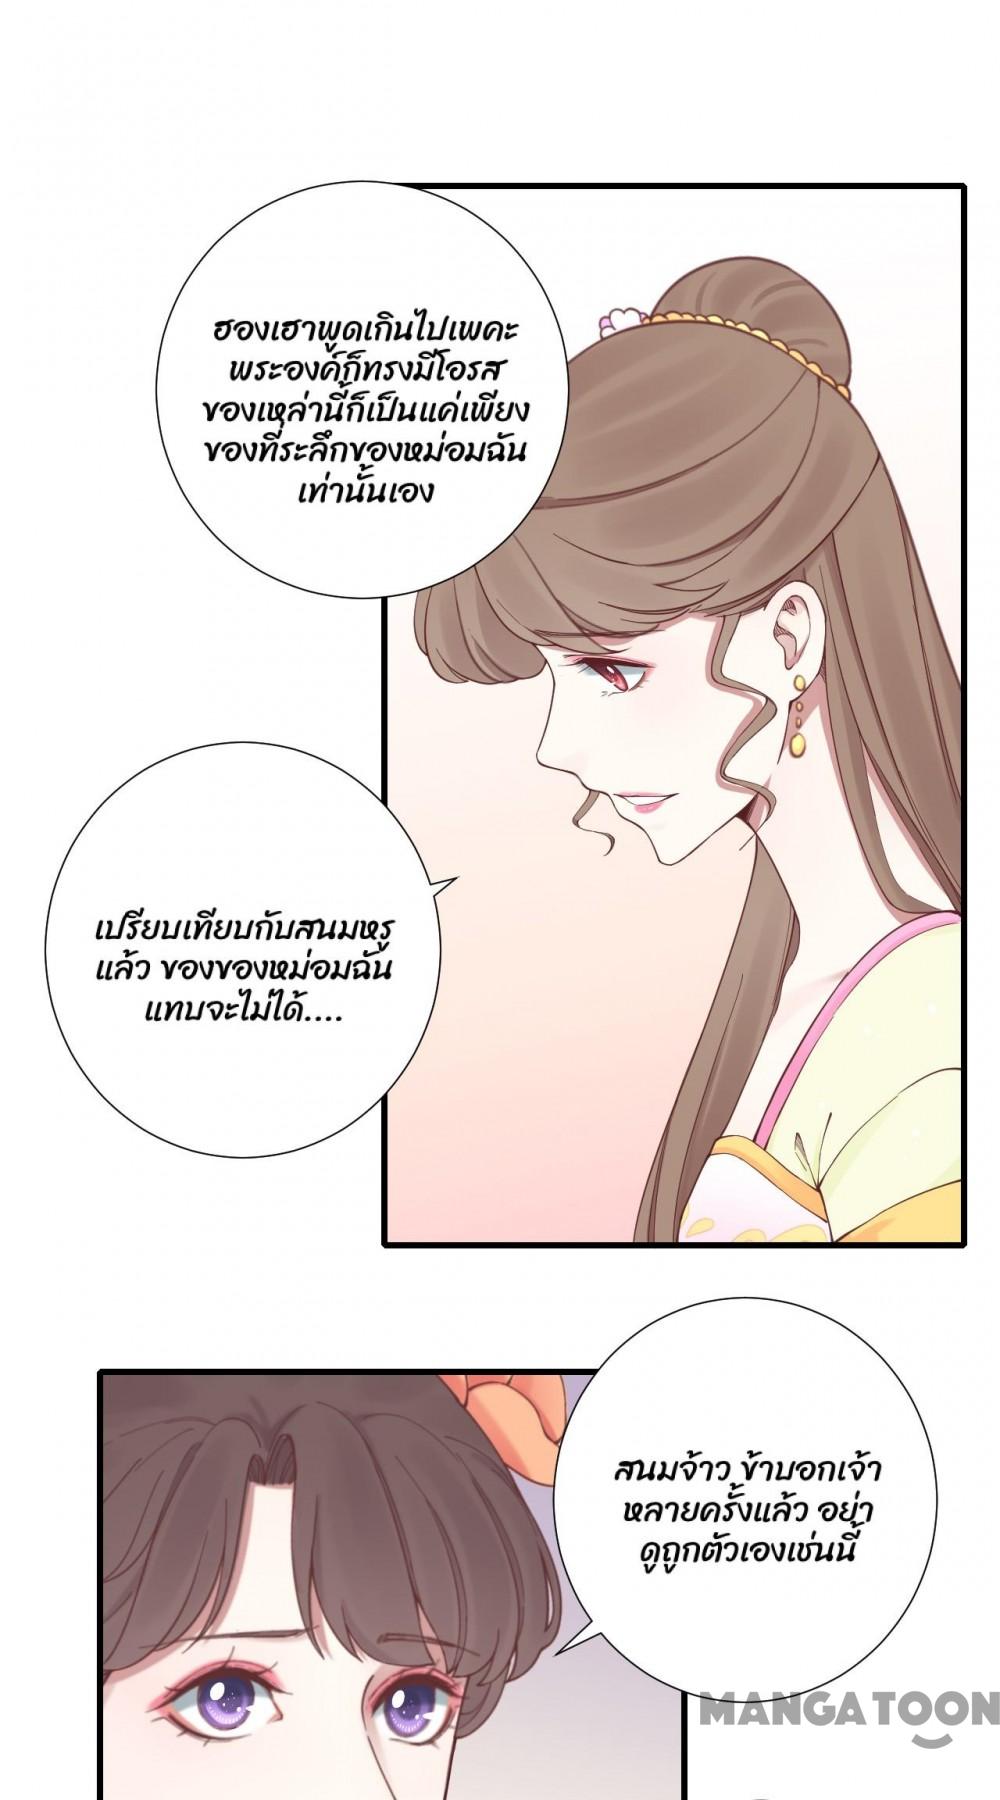 ฮองเฮาพูดเกินไปเพคะ
พระองค์ก็ทรงมีโอรส
ของเหล่านี้ก็เป็นแค่เพียง
ของที่ระลึกของหม่อมฉัน
เท่านั้นเอง
เปรียบเทียบกับสนมหรู
แล้ว ของของหม่อมฉัน
แทบจะไม่ได้....
สนมจ้าว ข้าบอกเจ้า
หลายครั้งแล้ว อย่า
ดูถูกตัวเองเช่นนี้
MANGATOON